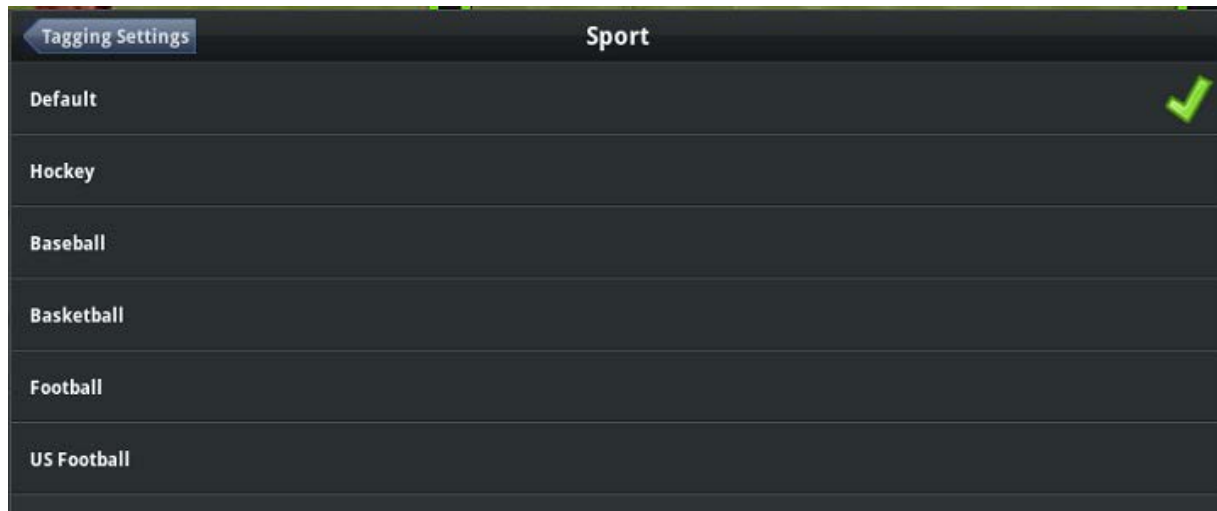 Tagging Settings
Sport
Default
Hockey
Baseball
Basketball
Football
US Football